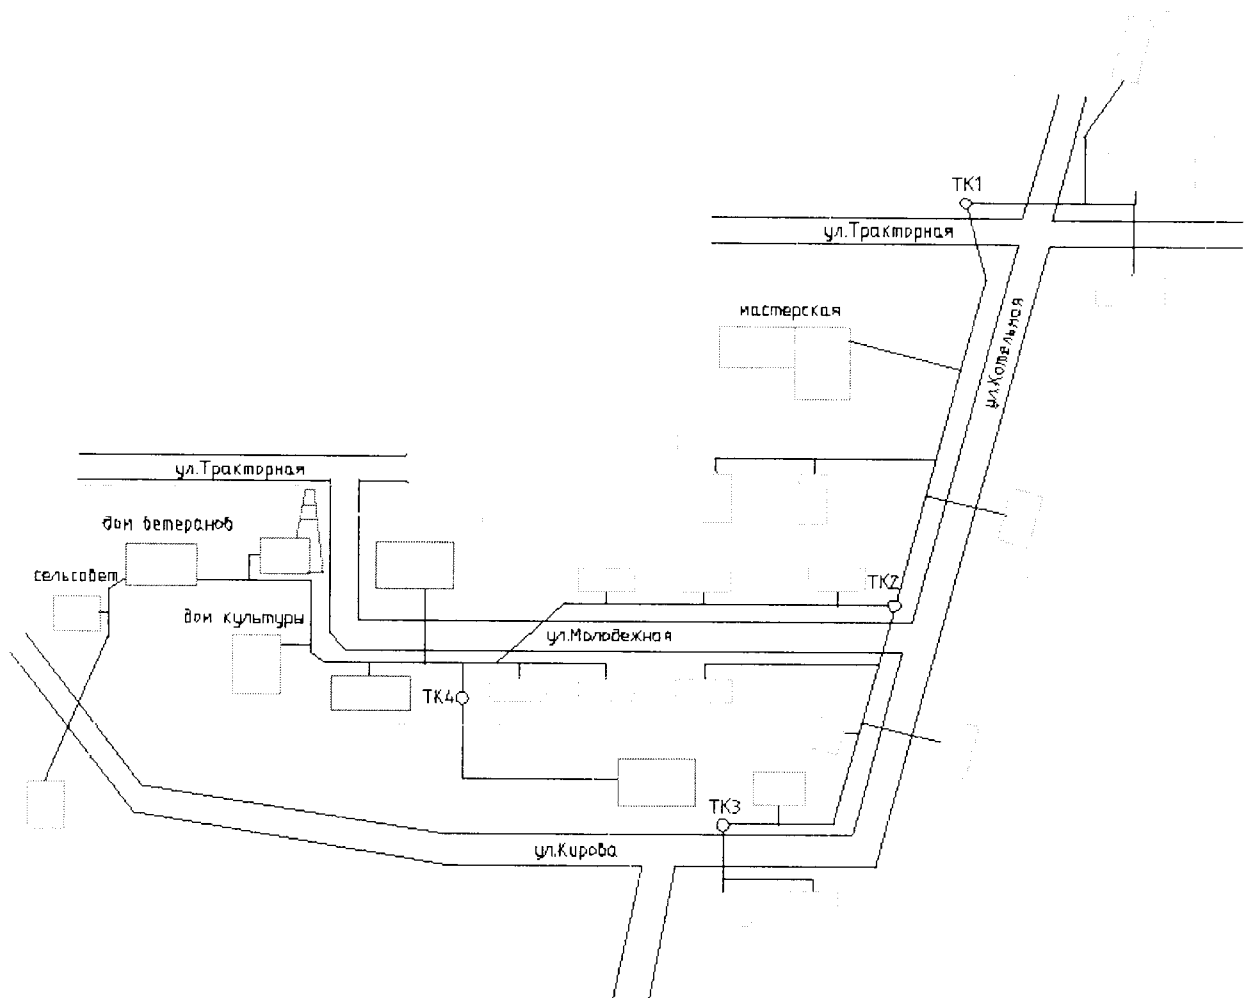 ТК1
ул.Тракторная
мастерская
ул.Котельная
ул.Тракторная
дом ветеранов
сельсовет
ТК2
дом культуры
ул.Молодежная
ТК4
ТК3
ул.Кирова